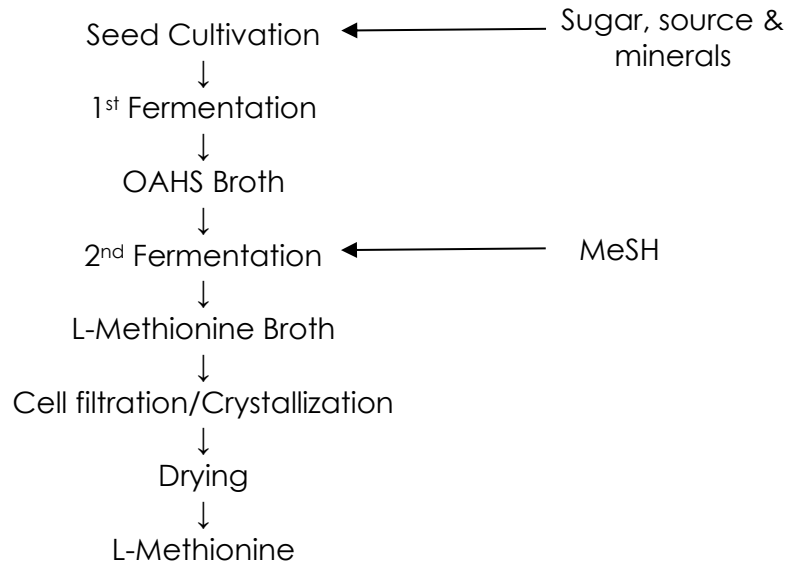 Seed Cultivation
Sugar, source &
minerals
↓
1st Fermentation
↓
OAHS Broth
↓
2nd Fermentation
MeSH
↓
L-Methionine Broth
↓
Cell filtration/Crystallization
↓
Drying
↓
L-Methionine